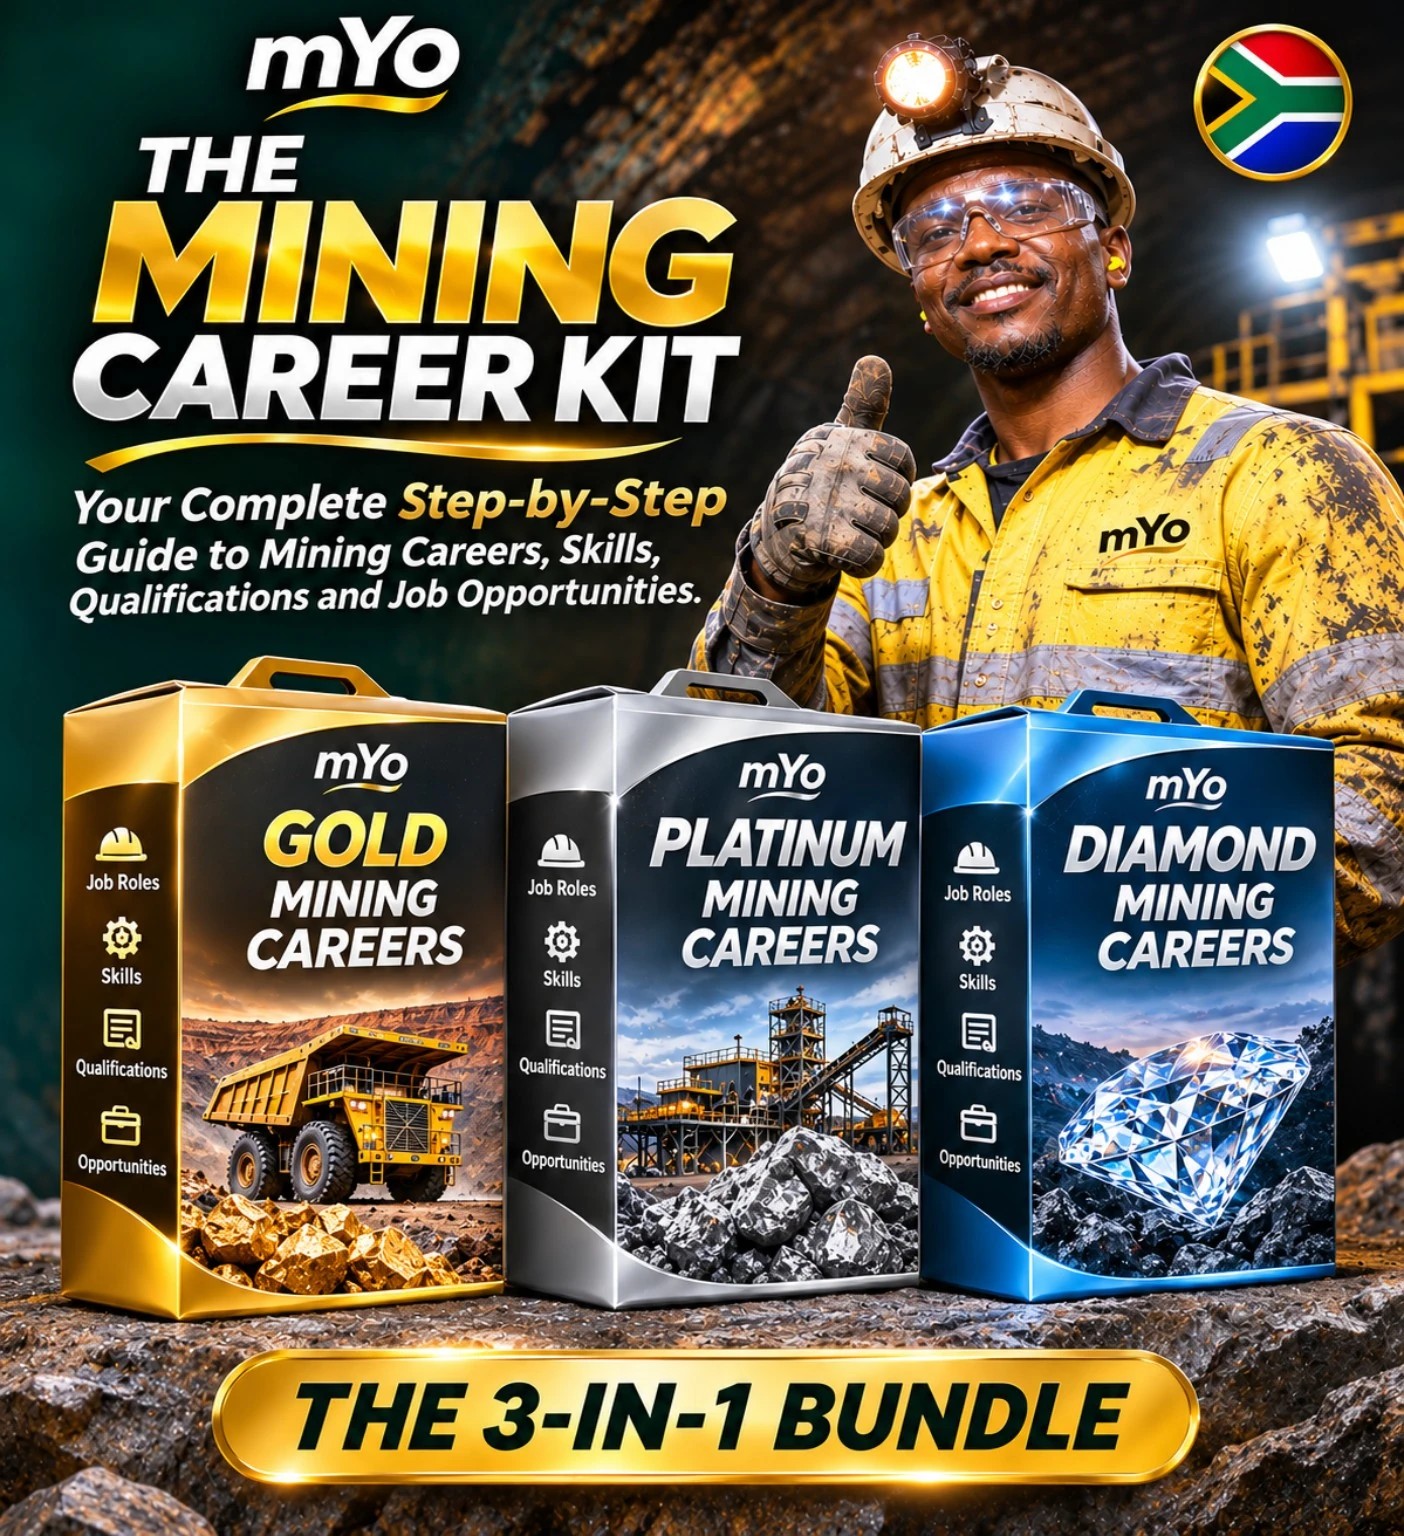 mYo
THE
MINING
CAREER KIT
Your Complete Step-by-Step
Guide to Mining Careers, Skills,
Qualifications and Job Opportunities.
mYo
mYo
GOLD
MINING
CAREERS
Job Roles
Skills
Qualifications
Opportunities
mYo
PLATINUM
MINING
CAREERS
Job Roles
Skills
Qualifications
Opportunities
mYo
DIAMOND
MINING
CAREERS
Job Roles
Skills
Qualifications
Opportunities
THE 3-IN-1 BUNDLE